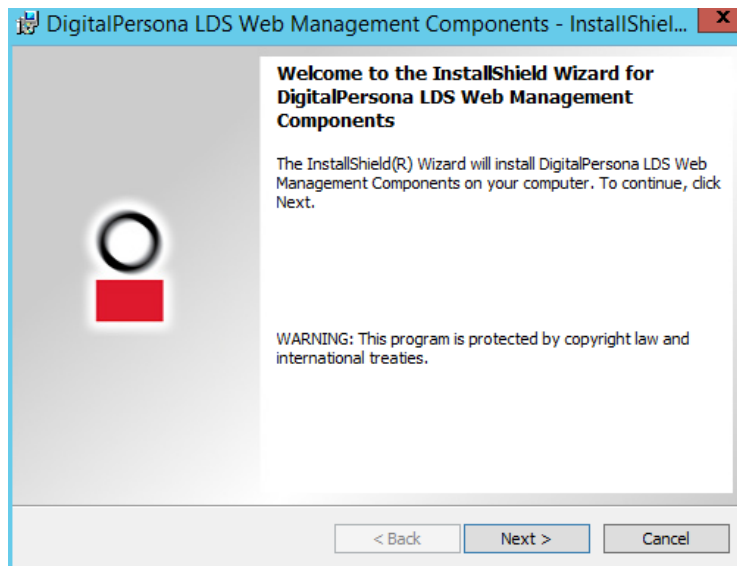 DigitalPersona LDS Web Management Components - InstallShiel...
X
Welcome to the InstallShield Wizard for
DigitalPersona LDS Web Management
Components
The InstallShield(R) Wizard will install DigitalPersona LDS Web
Management Components on your computer. To continue, click
Next.
WARNING: This program is protected by copyright law and
international treaties.
< Back
Next >
Cancel